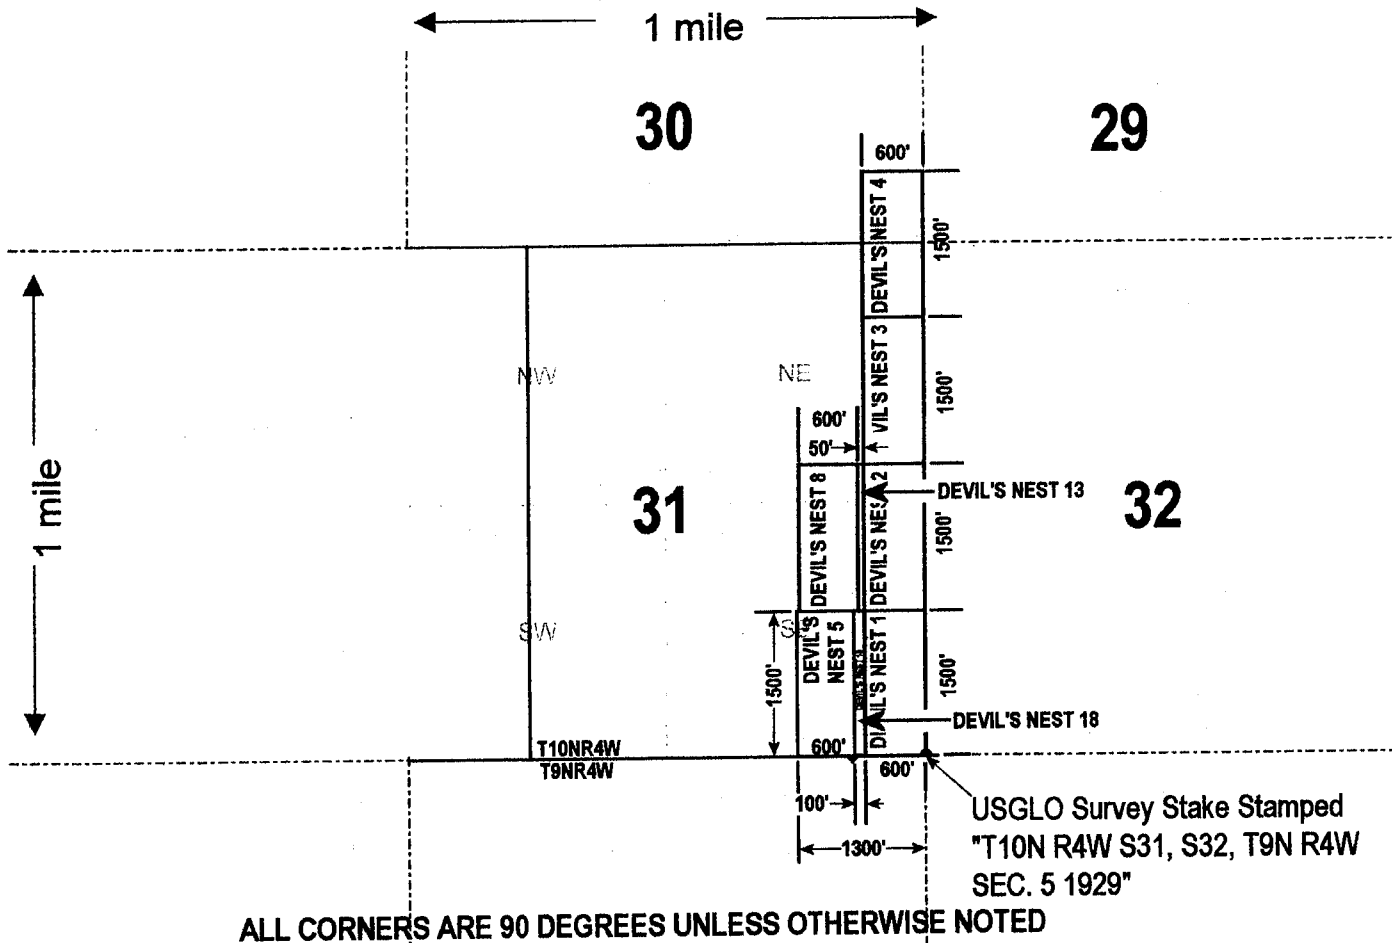 1 mile
30
29
600'
DEVIL'S NEST 4
1500'
VIL'S NEST 3
1500'
NW
NE
600'
50'
1 mile
31
32
DEVIL'S NEST 8
DEVIL'S NEST 2
DEVIL'S NEST 13
1500'
SW
DEVIL'S
NEST 5
DEVIL'S NEST 1
1500'
1500'
DEVIL'S NEST 18
T10NR4W
T9NR4W
600'
600'
100'
1300'
USGLO Survey Stake Stamped
"T10N R4W S31, S32, T9N R4W
SEC. 5 1929"
ALL CORNERS ARE 90 DEGREES UNLESS OTHERWISE NOTED